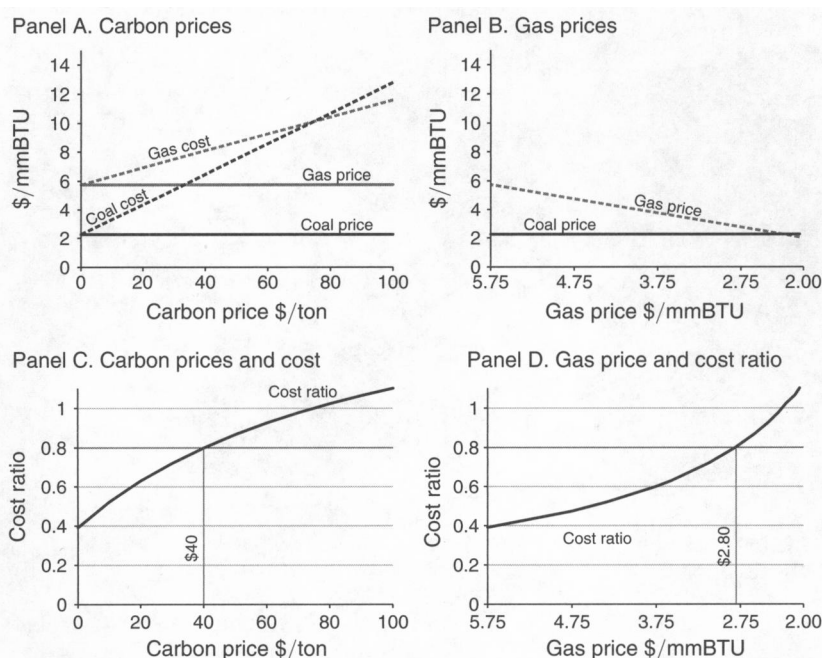 Panel A. Carbon prices
14
12
10
8
6
4
2
0
$/mmBTU
Gas cost
Coal cost
Gas price
Coal price
0 20 40 60 80 100
Carbon price $/ton
Panel B. Gas prices
14
12
10
8
6
4
2
0
$/mmBTU
Gas price
Coal price
5.75 4.75 3.75 2.75 2.00
Gas price $/mmBTU
Panel C. Carbon prices and cost
1
0.8
0.6
0.4
0.2
0
Cost ratio
Cost ratio
$40
0 20 40 60 80 100
Carbon price $/ton
Panel D. Gas price and cost ratio
1
0.8
0.6
0.4
0.2
0
Cost ratio
Cost ratio
$2.80
5.75 4.75 3.75 2.75 2.00
Gas price $/mmBTU